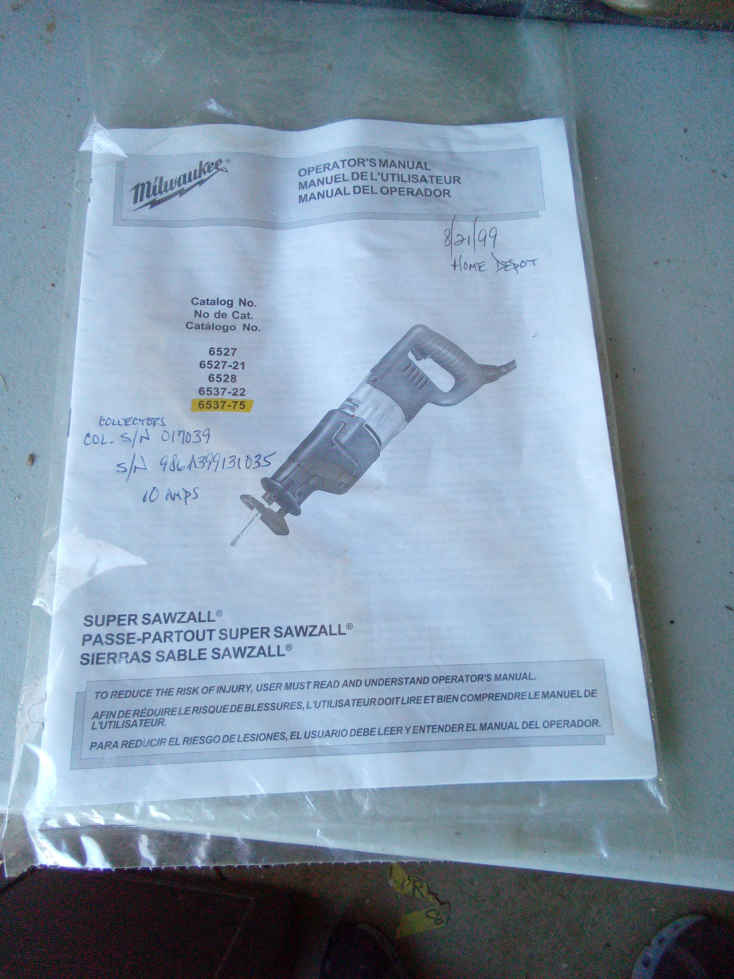 Milwaukee®
OPERATOR'S MANUAL
MANUEL DE L'UTILISATEUR
MANUAL DEL OPERADOR
8/21/99
HOME DEPOT
Catalog No.
No de Cat.
Catálogo No.
6527
6527-21
6528
6537-22
6537-75
COLLECTORS
COL. S/N 017039
S/N 986A399131035
10 AMPS
SUPER SAWZALL®
PASSE-PARTOUT SUPER SAWZALL®
SIERRAS SABLE SAWZALL®
TO REDUCE THE RISK OF INJURY, USER MUST READ AND UNDERSTAND OPERATOR'S MANUAL.
AFIN DE RÉDUIRE LE RISQUE DE BLESSURES, L'UTILISATEUR DOIT LIRE ET BIEN COMPRENDRE LE MANUEL DE
L'UTILISATEUR.
PARA REDUCIR EL RIESGO DE LESIONES, EL USUARIO DEBE LEER Y ENTENDER EL MANUAL DEL OPERADOR.